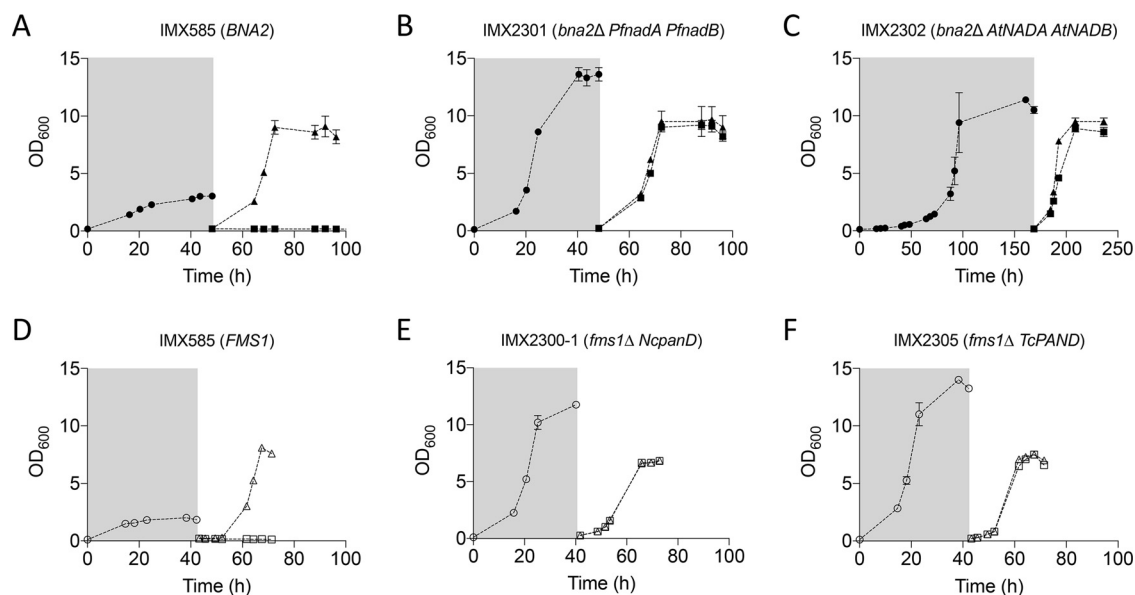 A
IMX585 (BNA2)
15
10
5
0
OD600
0 20 40 60 80 100
Time (h)
B
IMX2301 (bna2Δ PfnadA PfnadB)
15
10
5
0
OD600
0 20 40 60 80 100
Time (h)
C
IMX2302 (bna2Δ AtNADA AtNADB)
15
10
5
0
OD600
0 50 100 150 200 250
Time (h)
D
IMX585 (FMS1)
15
10
5
0
OD600
0 20 40 60 80 100
Time (h)
E
IMX2300-1 (fms1Δ NcpanD)
15
10
5
0
OD600
0 20 40 60 80 100
Time (h)
F
IMX2305 (fms1Δ TcPAND)
15
10
5
0
OD600
0 20 40 60 80 100
Time (h)